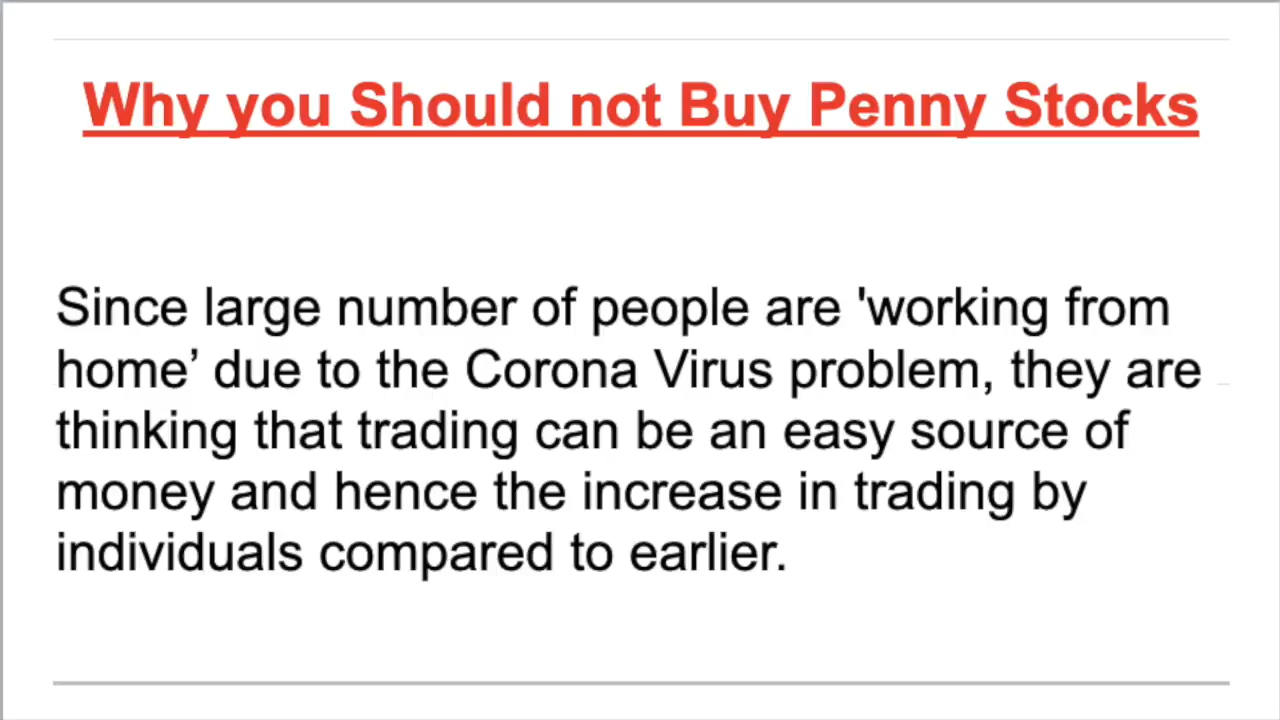 Why you Should not Buy Penny Stocks
Since large number of people are 'working from
home’ due to the Corona Virus problem, they are
thinking that trading can be an easy source of
money and hence the increase in trading by
individuals compared to earlier.